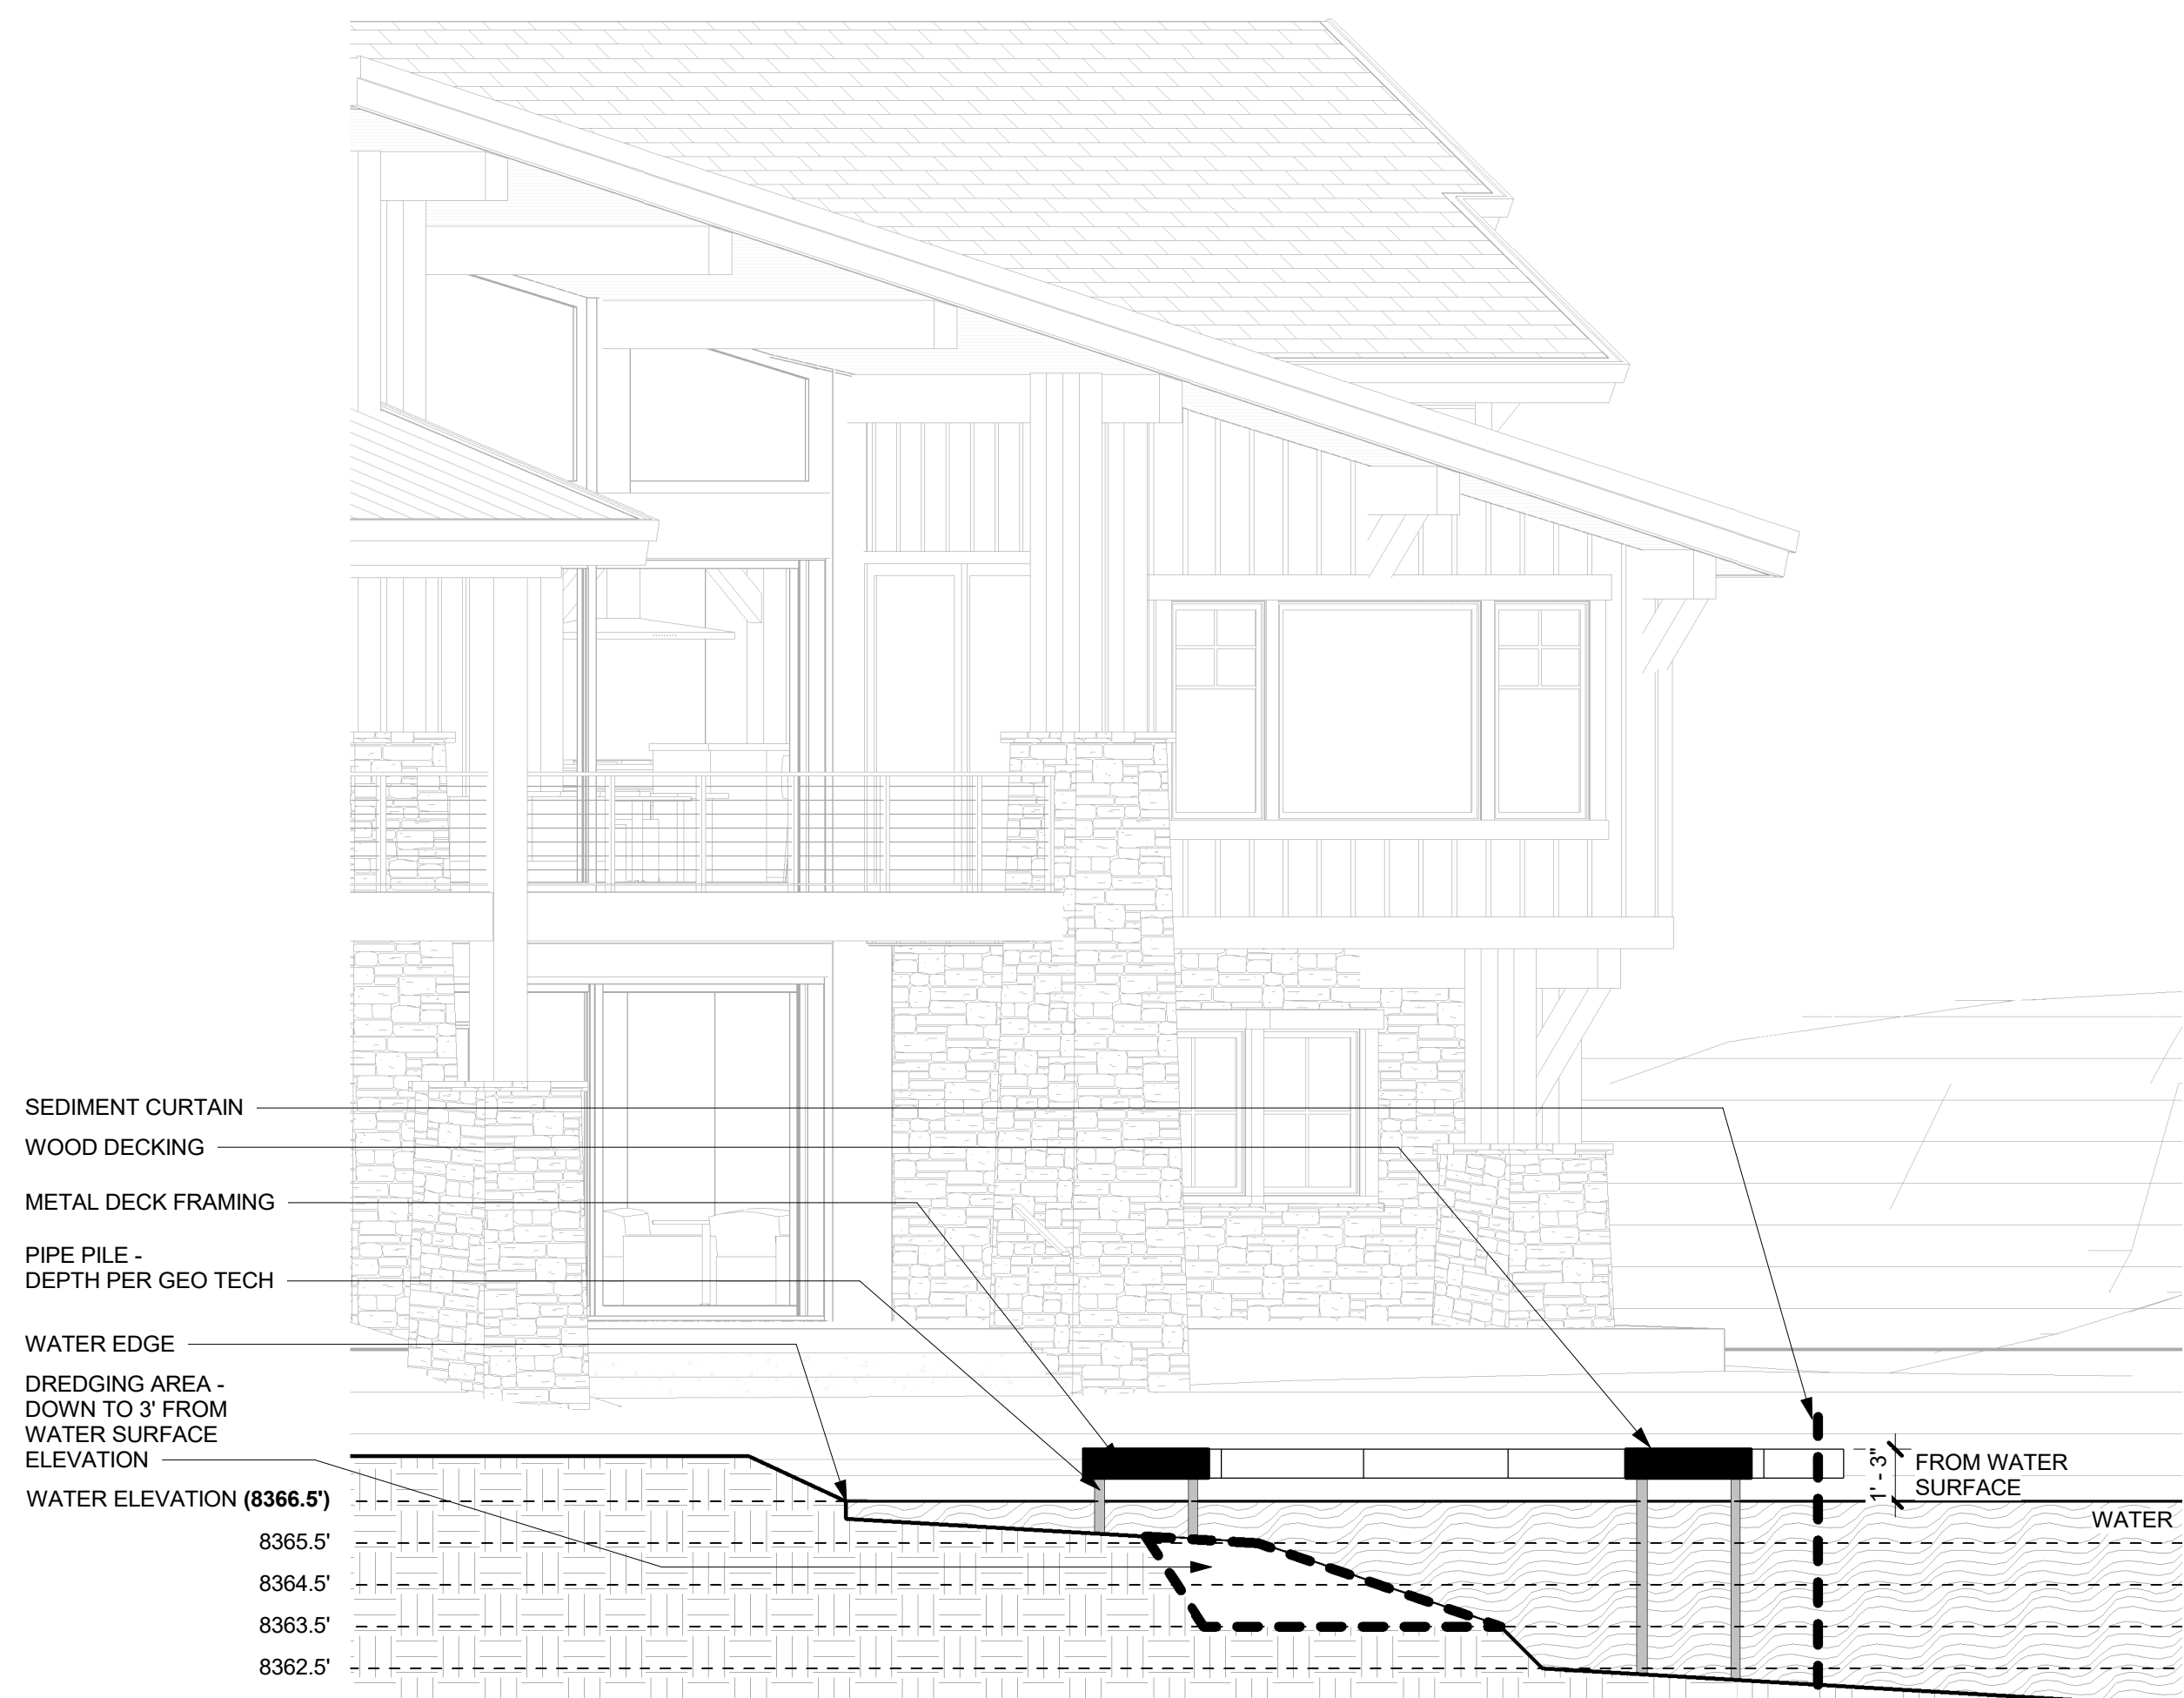 SEDIMENT CURTAIN
WOOD DECKING
METAL DECK FRAMING
PIPE PILE -
DEPTH PER GEO TECH
WATER EDGE
DREDGING AREA -
DOWN TO 3' FROM
WATER SURFACE
ELEVATION
WATER ELEVATION (8366.5')
8365.5'
8364.5'
8363.5'
8362.5'
1' - 3"
FROM WATER
SURFACE
WATER